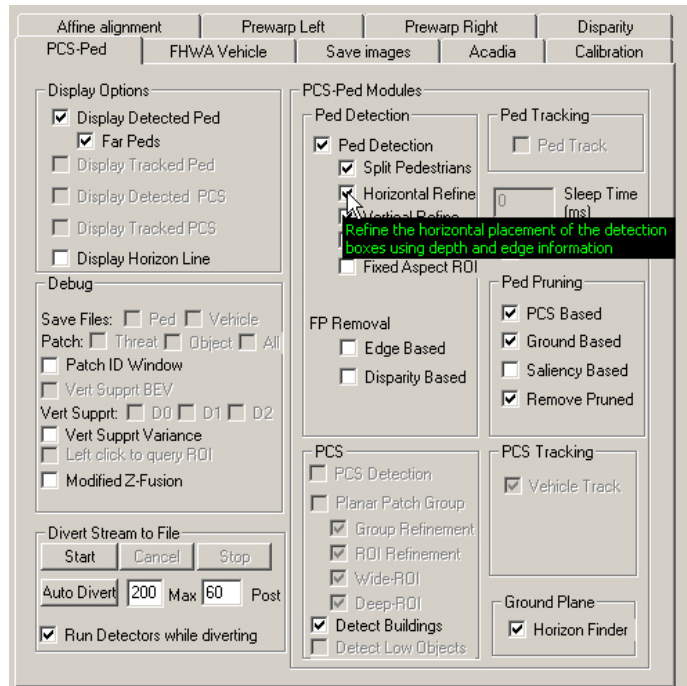 Affine alignment
Prewarp Left
Prewarp Right
Disparity
PCS-Ped
FHWA Vehicle
Save images
Acadia
Calibration
Display Options
Display Detected Ped
Far Peds
Display Tracked Ped
Display Detected PCS
Display Tracked PCS
Display Horizon Line
Debug
Save Files: Ped Vehicle
Patch: Threat Object All
Patch ID Window
Vert Supprt BEV
Vert Supprt: D0 D1 D2
Vert Supprt Variance
Left click to query ROI
Modified Z-Fusion
Divert Stream to File
Start Cancel Stop
Auto Divert 200 Max 60 Post
Run Detectors while diverting
PCS-Ped Modules
Ped Detection
Ped Detection
Split Pedestrians
Horizontal Refine
Vertical Refine
Refine the horizontal placement of the detection
boxes using depth and edge information
Fixed Aspect ROI
FP Removal
Edge Based
Disparity Based
PCS
PCS Detection
Planar Patch Group
Group Refinement
ROI Refinement
Wide-ROI
Deep-ROI
Detect Buildings
Detect Low Objects
Ped Tracking
Ped Track
0 Sleep Time
(ms)
Ped Pruning
PCS Based
Ground Based
Saliency Based
Remove Pruned
PCS Tracking
Vehicle Track
Ground Plane
Horizon Finder